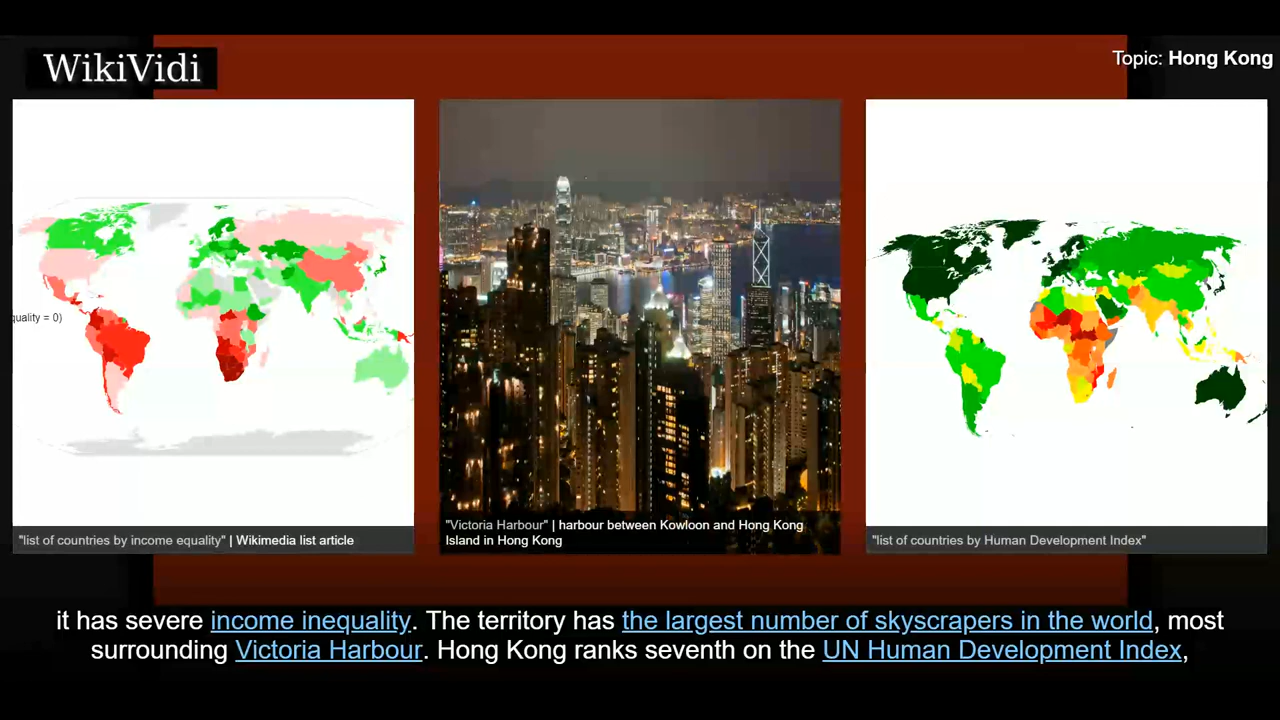 WikiVidi
Topic: Hong Kong
quality = 0)
"list of countries by income equality" | Wikimedia list article
"Victoria Harbour" | harbour between Kowloon and Hong Kong
Island in Hong Kong
"list of countries by Human Development Index"
it has severe income inequality. The territory has the largest number of skyscrapers in the world, most
surrounding Victoria Harbour. Hong Kong ranks seventh on the UN Human Development Index,